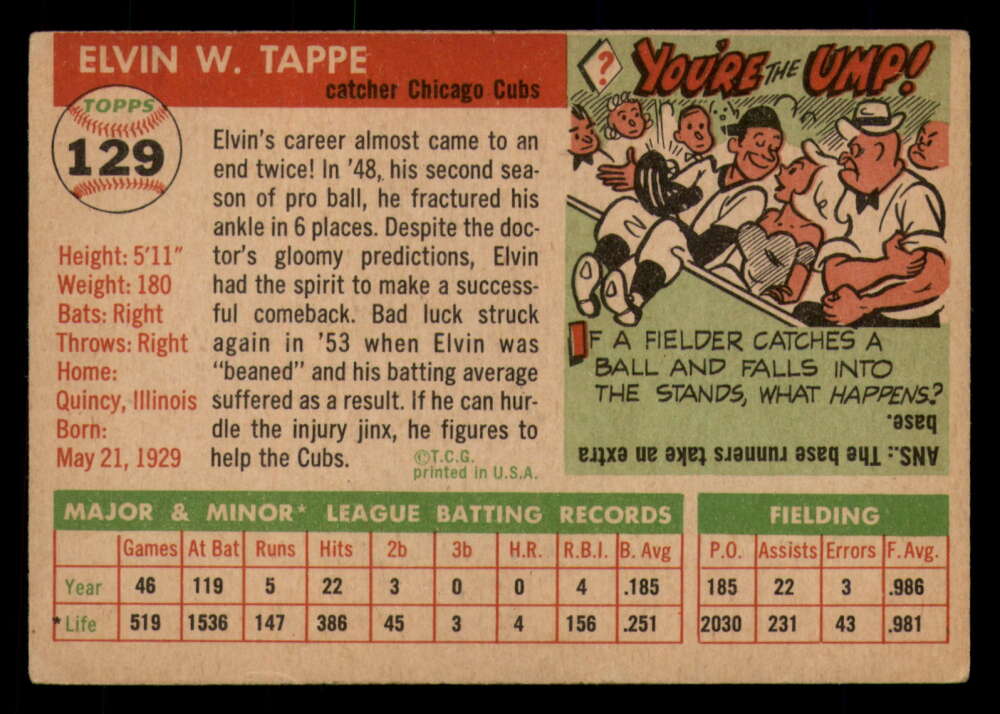 ELVIN W. TAPPE
catcher Chicago Cubs
TOPPS
129
Height: 5'11"
Weight: 180
Bats: Right
Throws: Right
Home:
Quincy, Illinois
Born:
May 21, 1929
Elvin's career almost came to an
end twice! In '48, his second sea-
son of pro ball, he fractured his
ankle in 6 places. Despite the doc-
tor's gloomy predictions, Elvin
had the spirit to make a success-
ful comeback. Bad luck struck
again in '53 when Elvin was
"beaned" and his batting average
suffered as a result. If he can hur-
dle the injury jinx, he figures to
help the Cubs.
©T.C.G.
printed in U.S.A.
? YOU'RE THE UMP!
IF A FIELDER CATCHES A
BALL AND FALLS INTO
THE STANDS, WHAT HAPPENS?
ANS.: The base runners take an extra
base.
MAJOR & MINOR* LEAGUE BATTING RECORDS FIELDING
Games At Bat Runs Hits 2b 3b H.R. R.B.I. B. Avg P.O. Assists Errors F. Avg.
Year 46 119 5 22 3 0 0 4 .185 185 22 3 .986
*Life 519 1536 147 386 45 3 4 156 .251 2030 231 43 .981